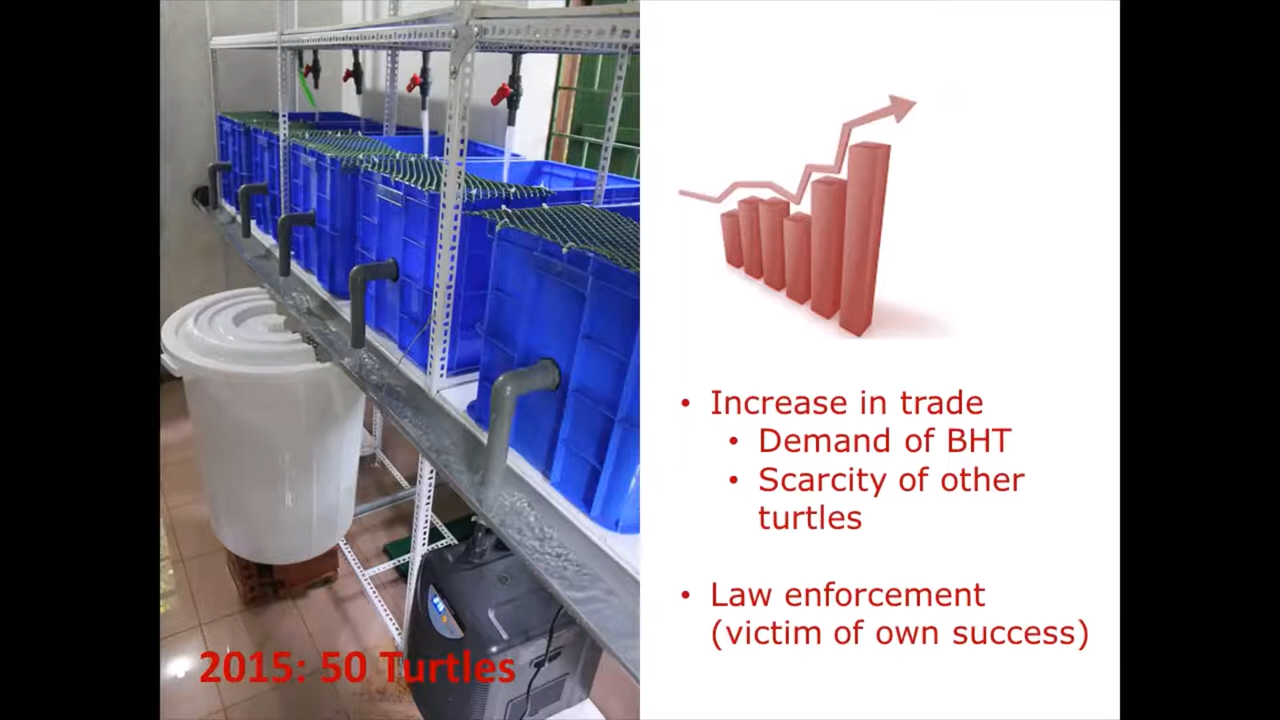 2015: 50 Turtles
• Increase in trade
• Demand of BHT
• Scarcity of other
turtles
• Law enforcement
(victim of own success)